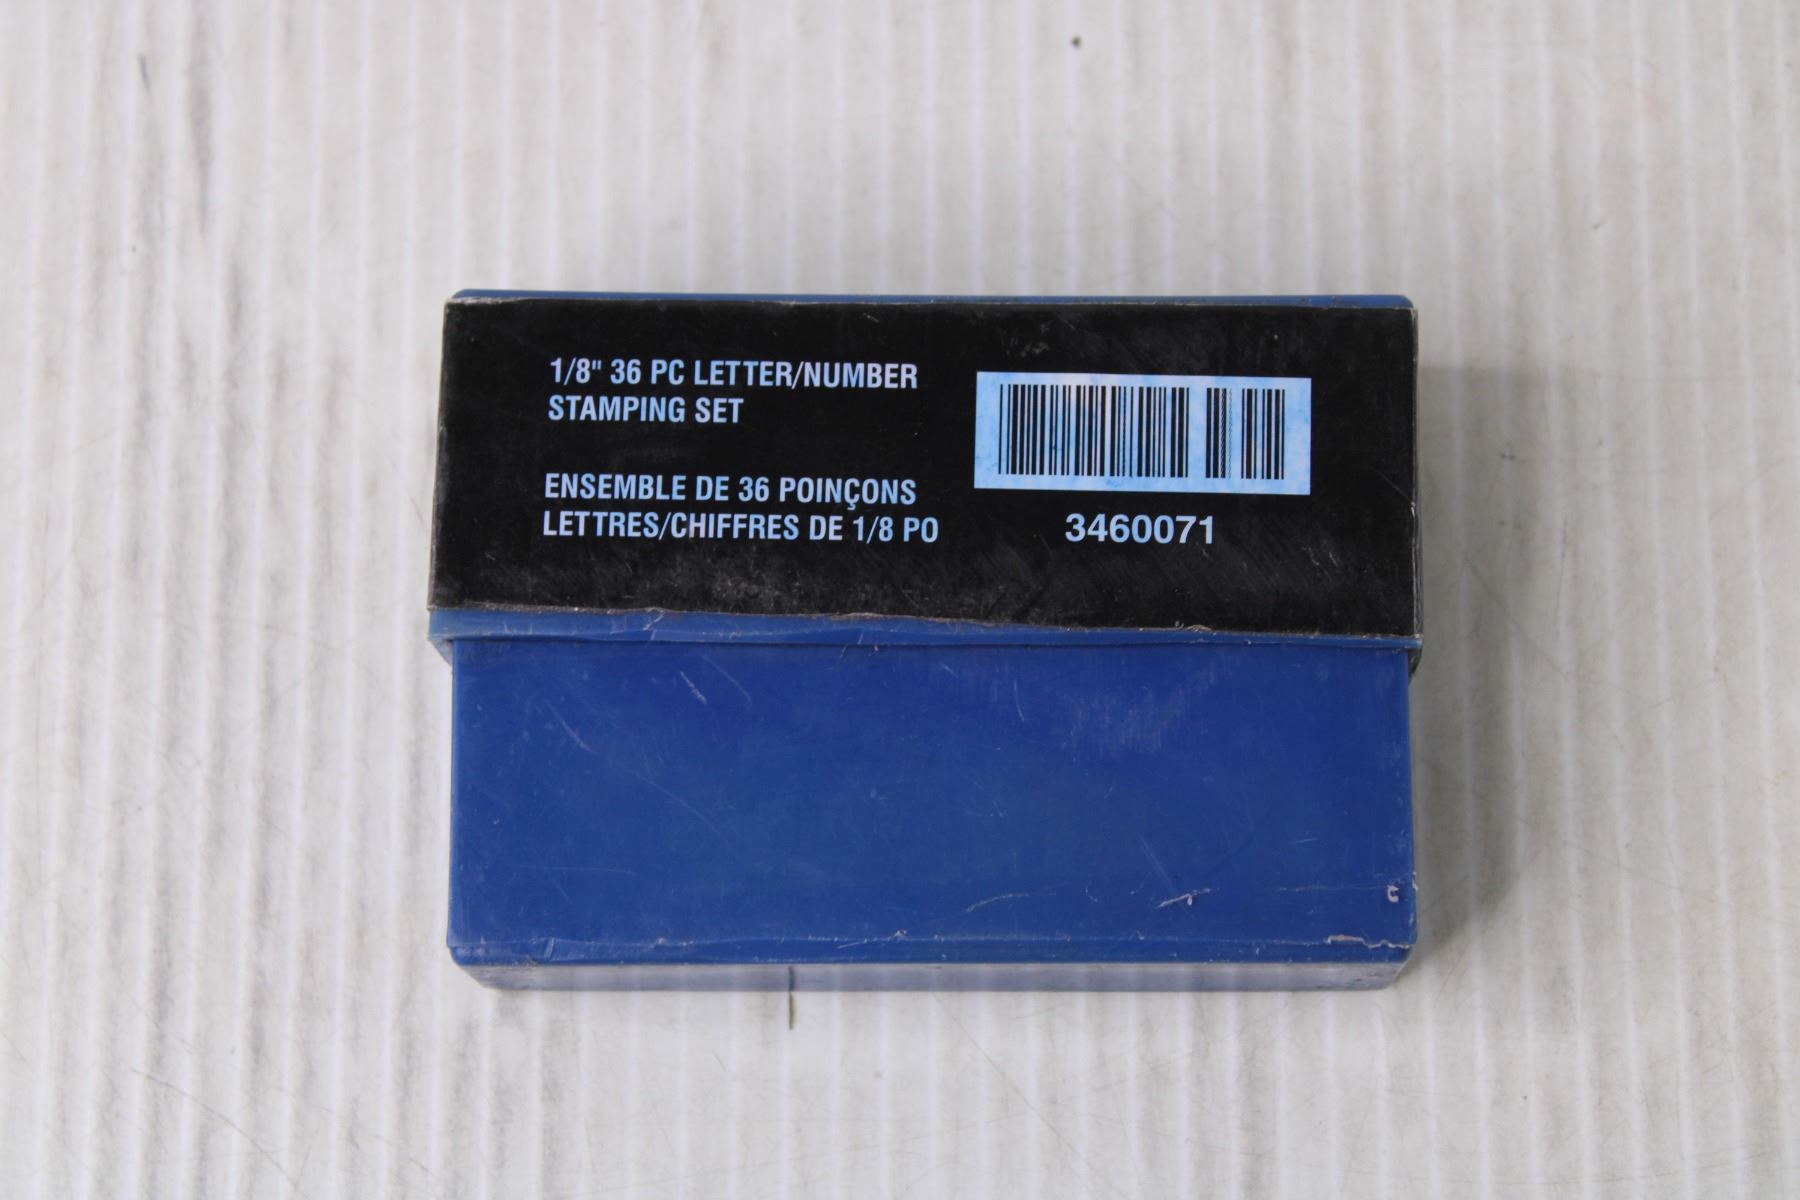 1/8" 36 PC LETTER/NUMBER
STAMPING SET
ENSEMBLE DE 36 POINÇONS
LETTRES/CHIFFRES DE 1/8 PO
3460071